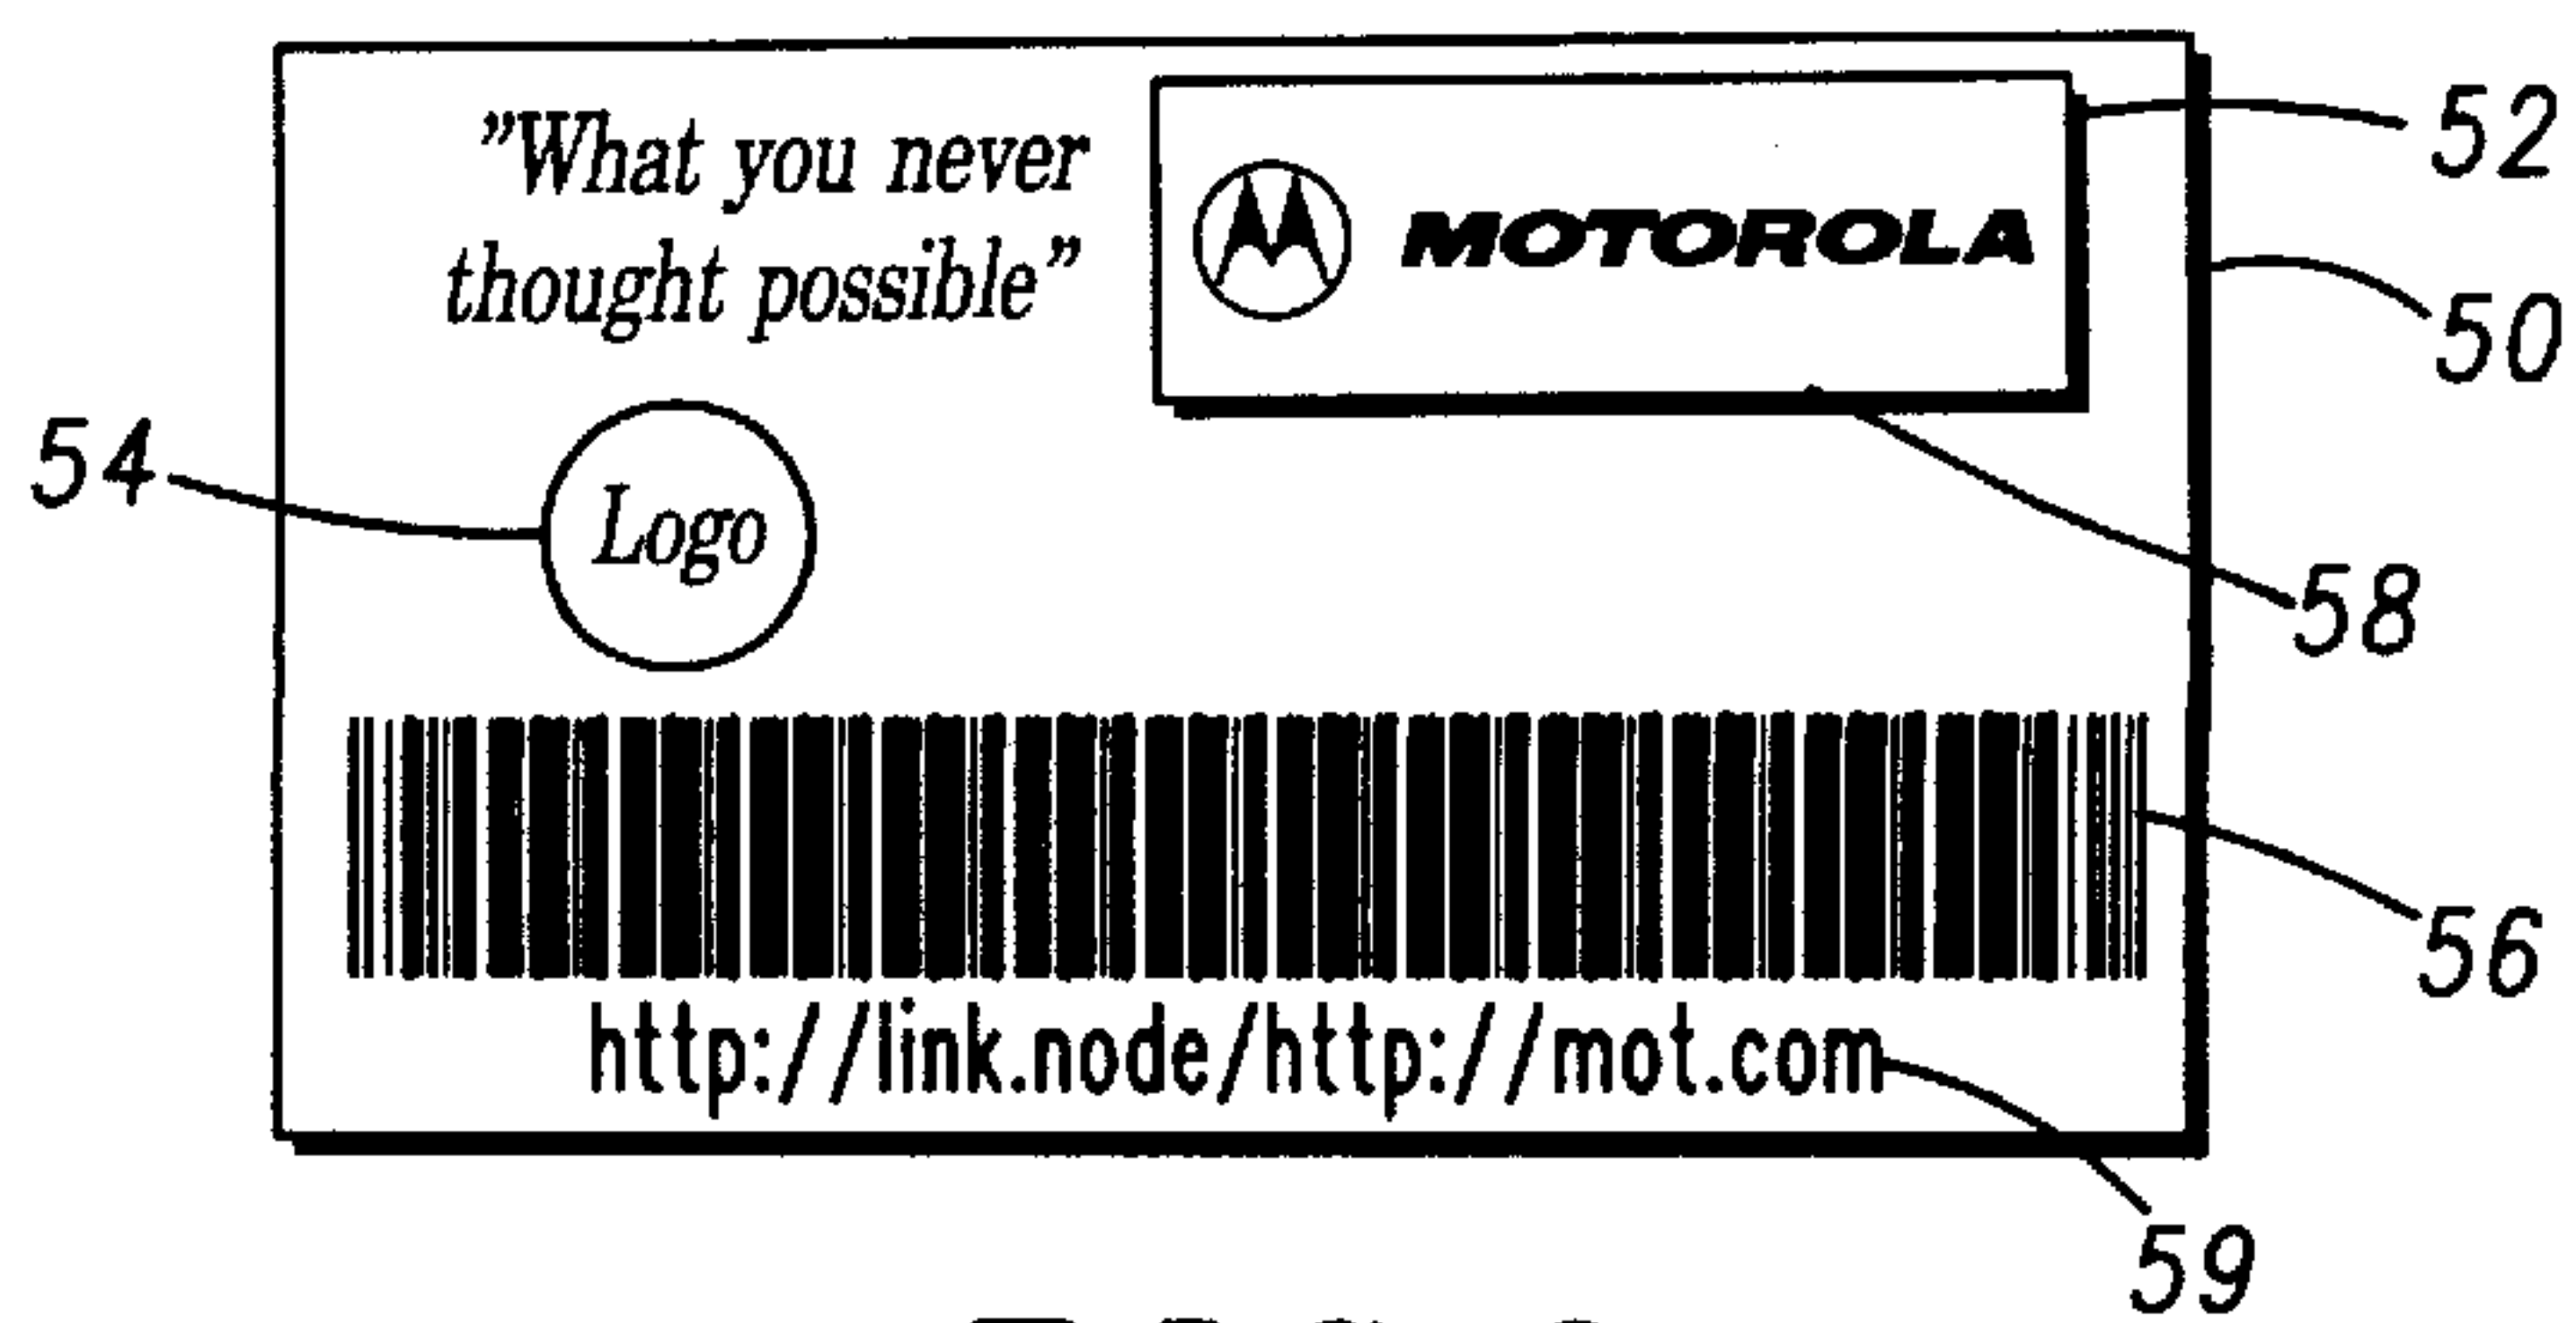 "What you never
thought possible"
MOTOROLA
52
50
54
Logo
58
56
http://link.node/http://mot.com
59